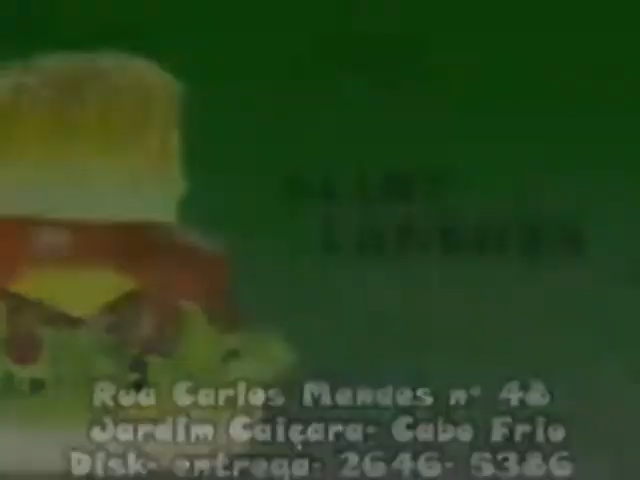 Rua Carlos Mendes nº 48
Jardim Caiçara- Cabo Frio
Disk- entrega- 2646- 5386